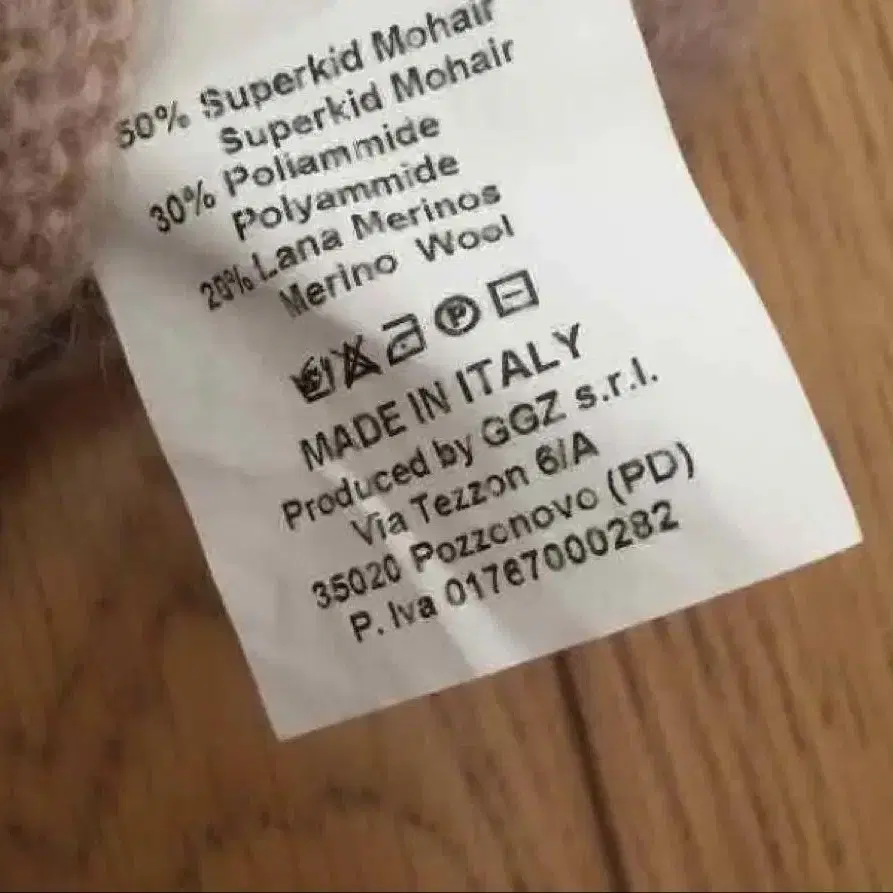 50% Superkid Mohair
Superkid Mohair
30% Poliammide
Polyammide
20% Lana Merinos
Merino Wool
P
MADE IN ITALY
Produced by GGZ s.r.l.
Via Tezzon 6/A
35020 Pozzonovo (PD)
P. Iva 01767000282